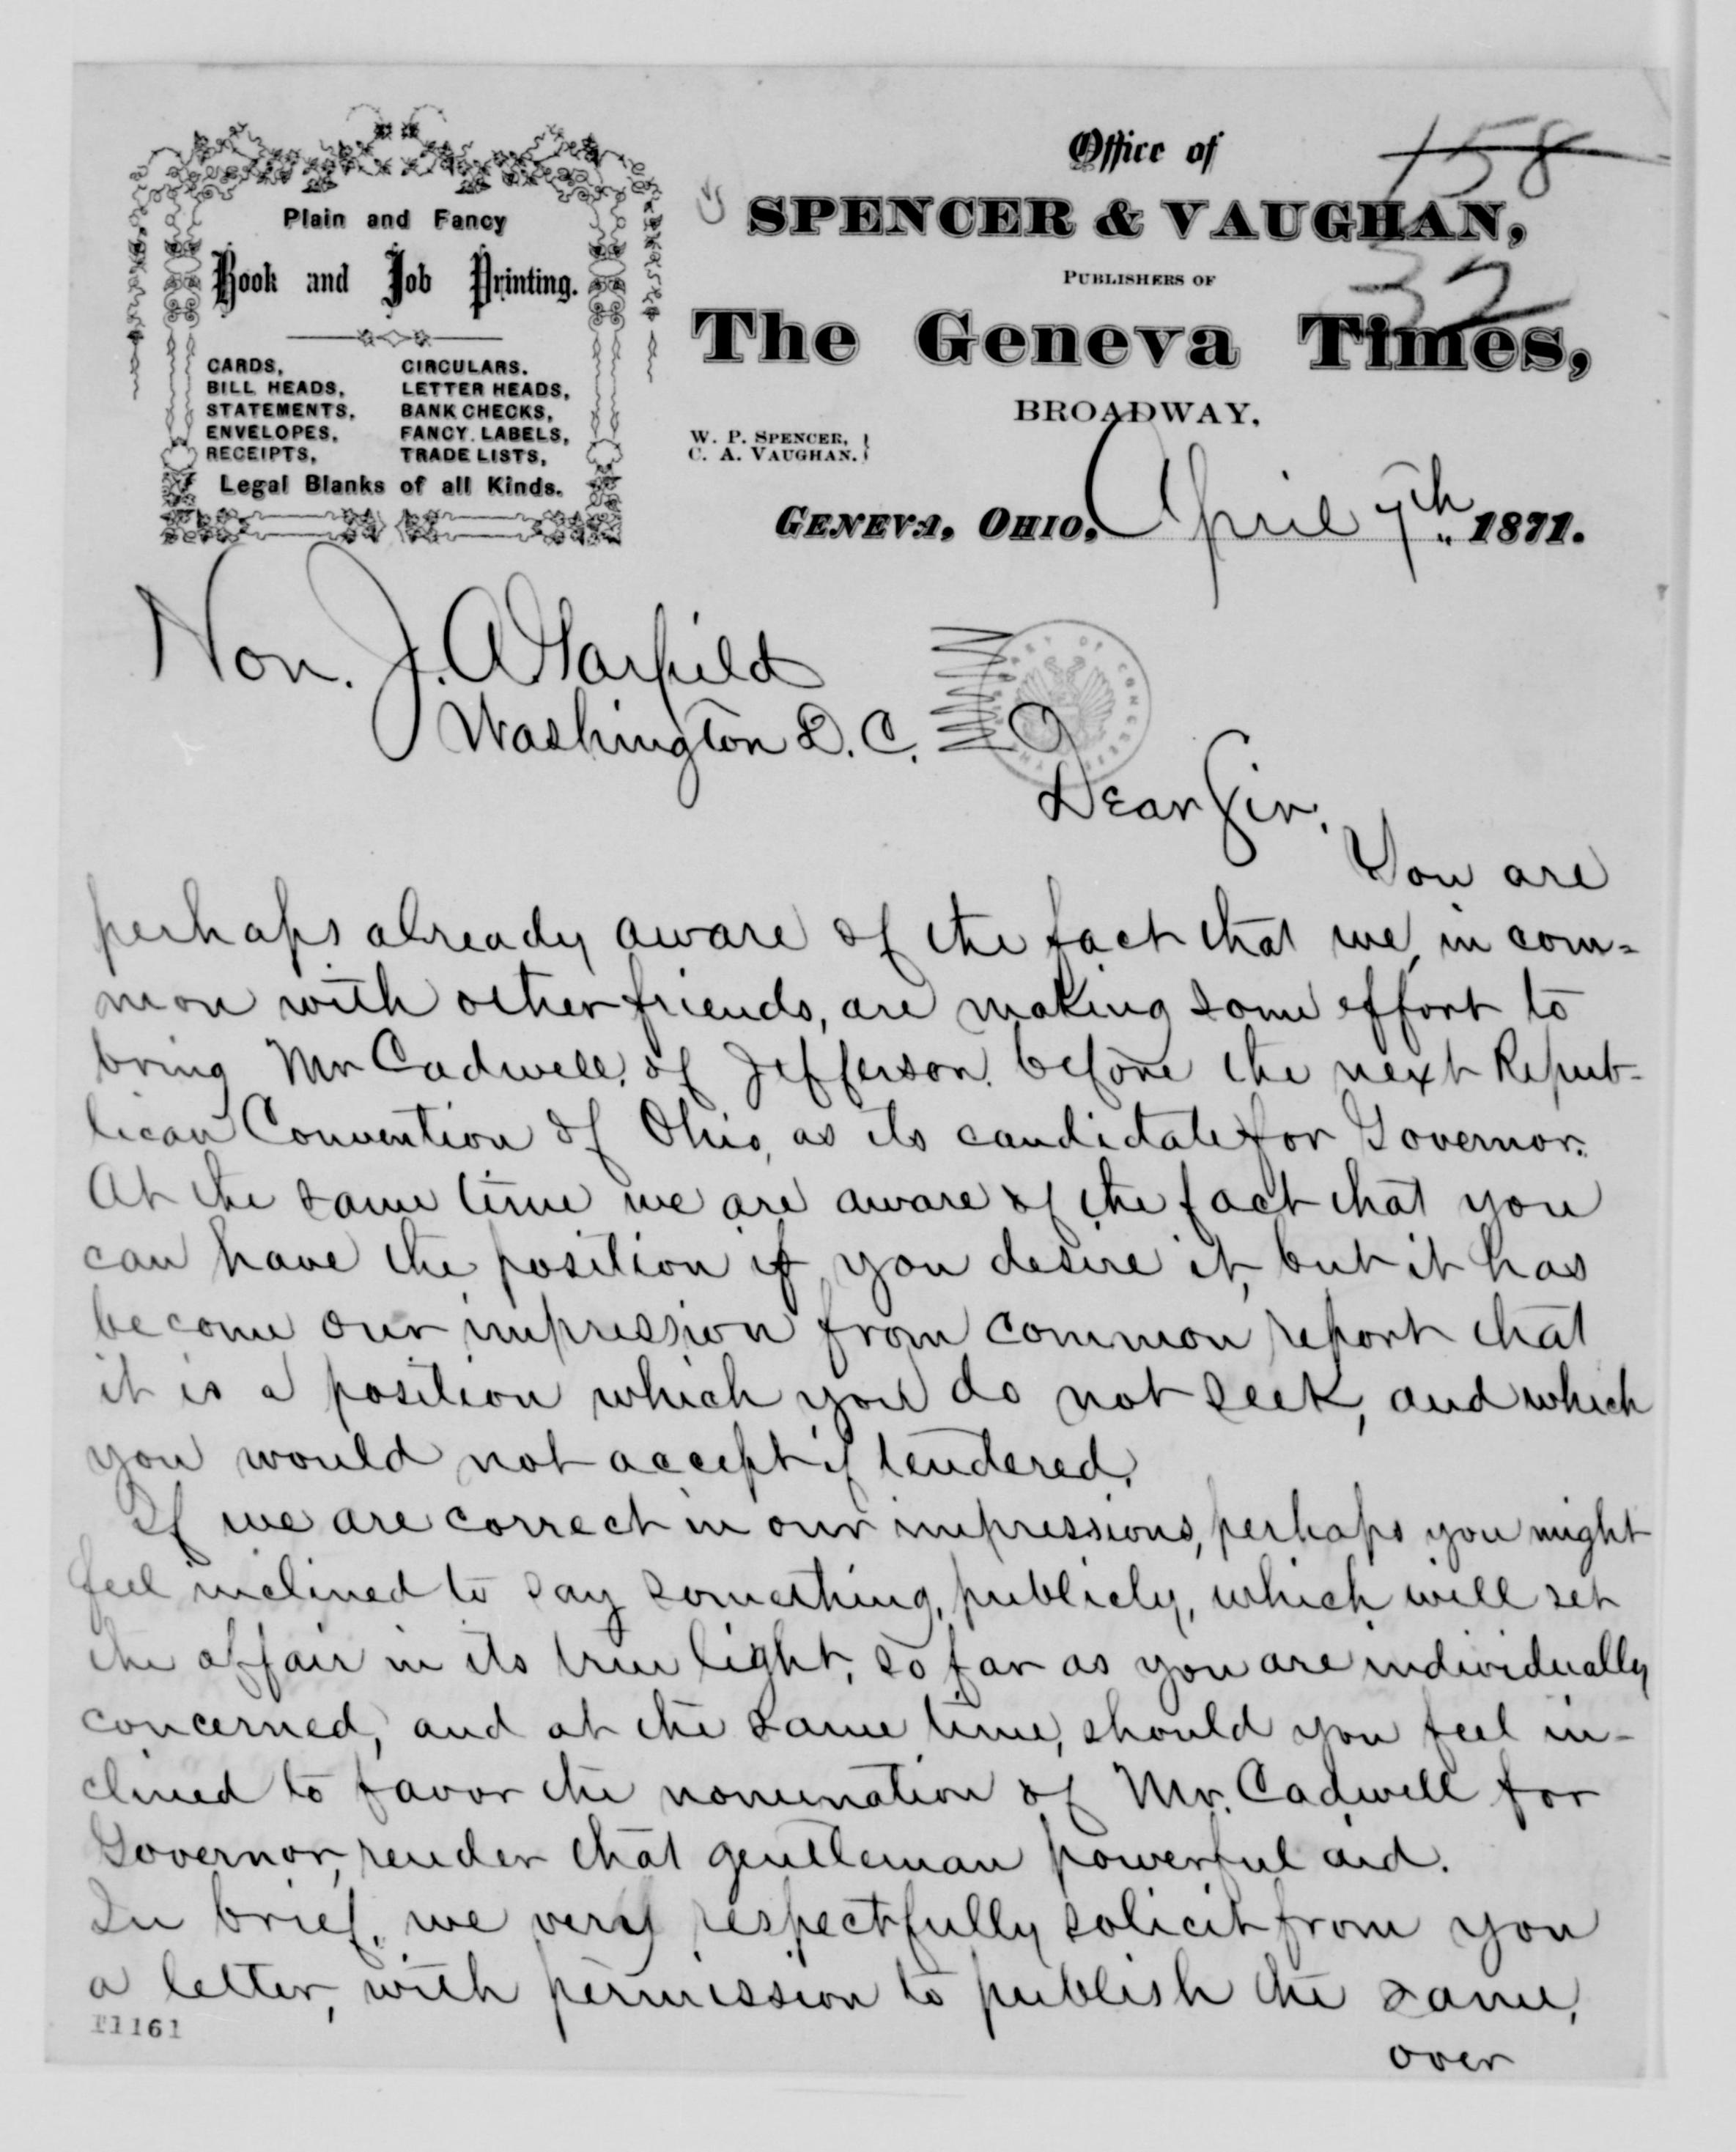 Plain and Fancy
Book and Job Printing.
CARDS, CIRCULARS.
BILL HEADS, LETTER HEADS,
STATEMENTS, BANK CHECKS,
ENVELOPES, FANCY LABELS,
RECEIPTS, TRADE LISTS,
Legal Blanks of all Kinds.
Office of
158
SPENCER & VAUGHAN,
32
PUBLISHERS OF
The Geneva Times,
BROADWAY,
W. P. SPENCER,
C. A. VAUGHAN.
GENEVA, OHIO, April 7th 1871.
Hon. J. A Garfield
Washington D. C.
Dear Sir.
You are
perhaps already aware of the fact that we, in com=
mon with other friends, are making some effort to
bring Mr Cadwell, of Jefferson, before the next Repub-
lican Convention of Ohio, as its candidate for Governor.
At the same time we are aware of the fact that you
can have the position if you desire it, but it has
become our impression from common report that
it is a position which you do not seek, and which
you would not accept if tendered.
If we are correct in our impressions, perhaps you might
feel inclined to say something, publicly, which will set
the affair in its true light, so far as you are individually
concerned, and at the same time, should you feel in-
clined to favor the nomination of Mr. Cadwell for
Governor, render that gentleman powerful aid.
In brief, we very respectfully solicit from you
a letter, with permission to publish the same,
over
T1161